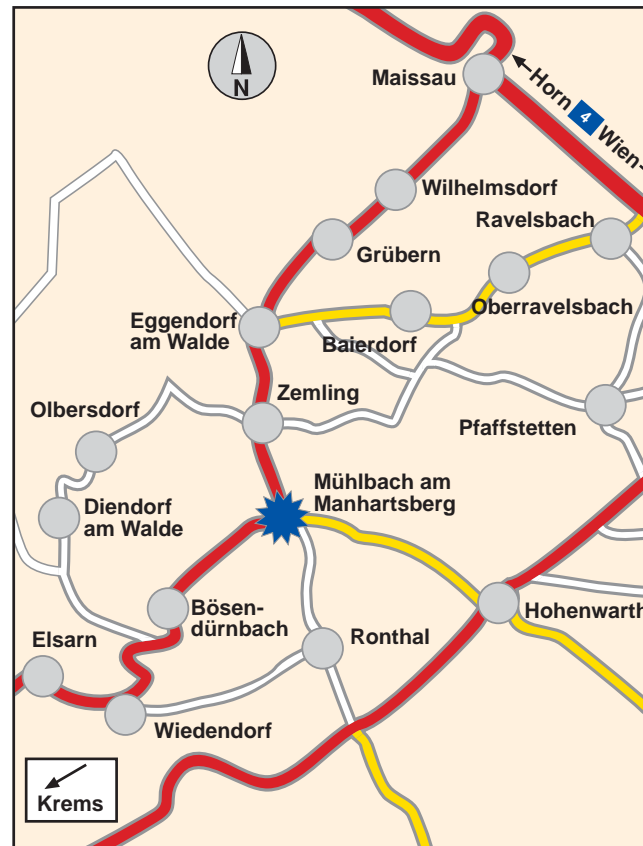 N
Maissau
Horn 4 Wien-
Wilhelmsdorf
Ravelsbach
Grübern
Oberravelsbach
Eggendorf
am Walde
Baierdorf
Zemling
Olbersdorf
Pfaffstetten
Mühlbach am
Manhartsberg
Diendorf
am Walde
Bösen-
dürnbach
Hohenwarth
Elsarn
Ronthal
Wiedendorf
Krems